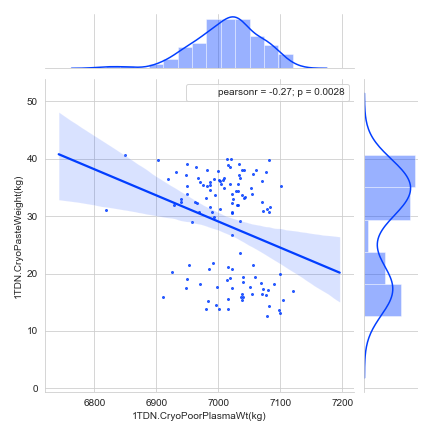 pearsonr = -0.27; p = 0.0028
50
40
30
20
10
0
1TDN.CryoPasteWeight(kg)
6800 6900 7000 7100 7200
1TDN.CryoPoorPlasmaWt(kg)